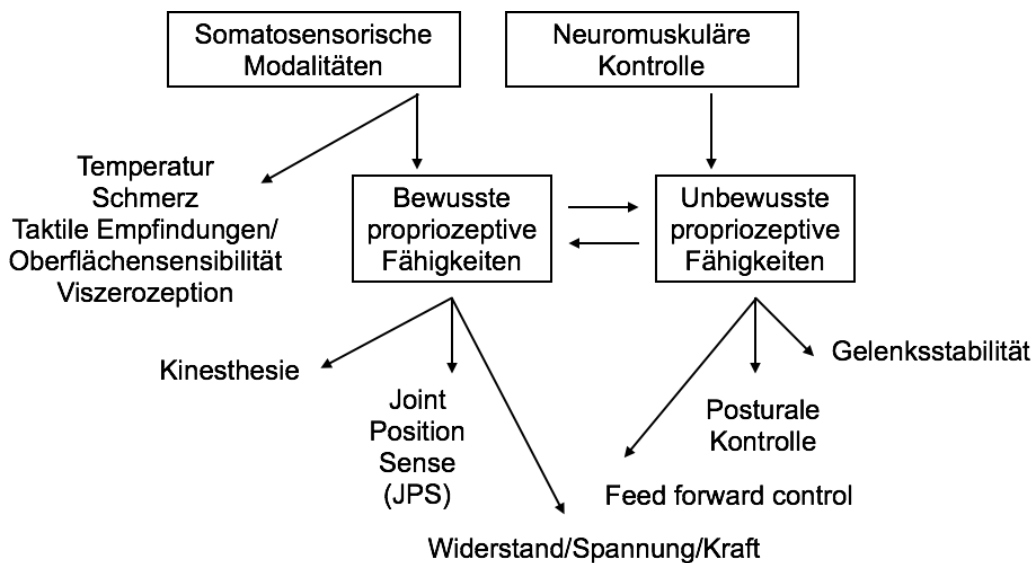 Somatosensorische
Modalitäten
Neuromuskuläre
Kontrolle
Temperatur
Schmerz
Taktile Empfindungen/
Oberflächensensibilität
Viszerozeption
Bewusste
propriozeptive
Fähigkeiten
Unbewusste
propriozeptive
Fähigkeiten
Kinesthesie
Joint
Position
Sense
(JPS)
Widerstand/Spannung/Kraft
Feed forward control
Posturale
Kontrolle
Gelenksstabilität